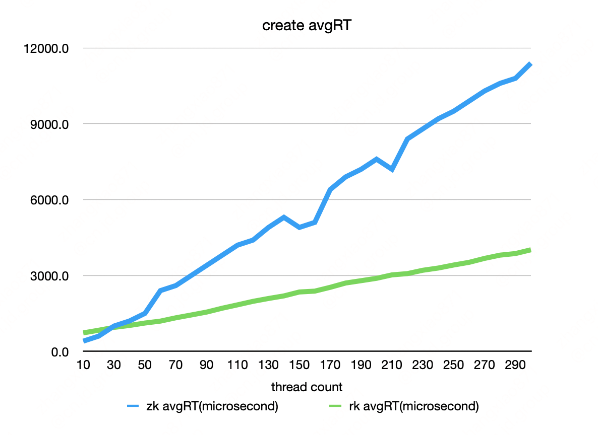 create avgRT
12000.0
9000.0
6000.0
3000.0
0.0
10 30 50 70 90 110 130 150 170 190 210 230 250 270 290
thread count
zk avgRT(microsecond) rk avgRT(microsecond)